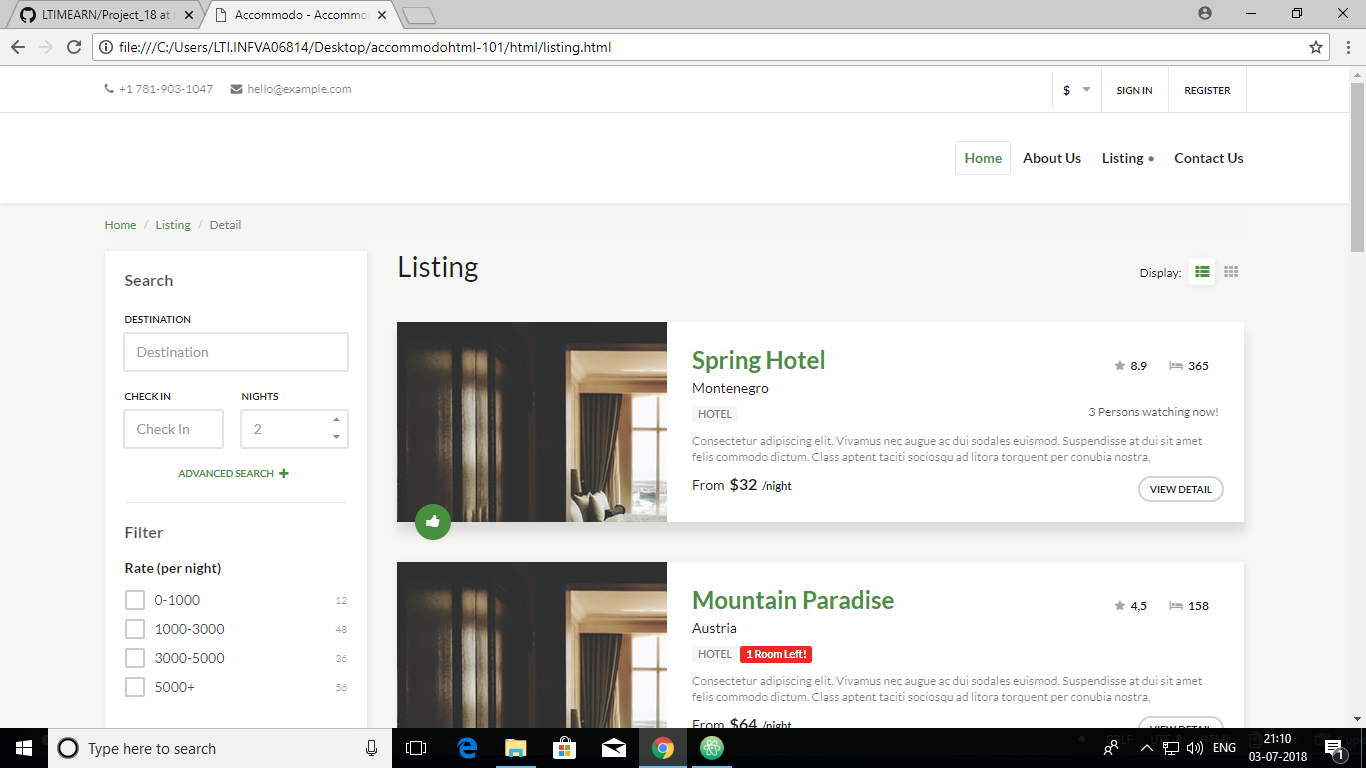 LTIMEARN/Project_18 at
Accommodo - Accommo
file:///C:/Users/LTI.INFVA06814/Desktop/accommodohtml-101/html/listing.html
+1 781-903-1047 hello@example.com
$ SIGN IN REGISTER
Home About Us Listing Contact Us
Home / Listing / Detail
Search
DESTINATION
Destination
CHECK IN NIGHTS
Check In 2
ADVANCED SEARCH
Filter
Rate (per night)
0-1000 12
1000-3000 48
3000-5000 36
5000+ 56
Listing
Display:
Spring Hotel
8.9 365
Montenegro
HOTEL
3 Persons watching now!
Consectetur adipiscing elit. Vivamus nec augue ac dui sodales euismod. Suspendisse at dui sit amet
felis commodo dictum. Class aptent taciti sociosqu ad litora torquent per conubia nostra,
From $32 /night
VIEW DETAIL
Mountain Paradise
4,5 158
Austria
HOTEL 1 Room Left!
Consectetur adipiscing elit. Vivamus nec augue ac dui sodales euismod. Suspendisse at dui sit amet
felis commodo dictum. Class aptent taciti sociosqu ad litora torquent per conubia nostra,
From $64 /night
VIEW DETAIL
Type here to search
ENG
21:10
03-07-2018
1